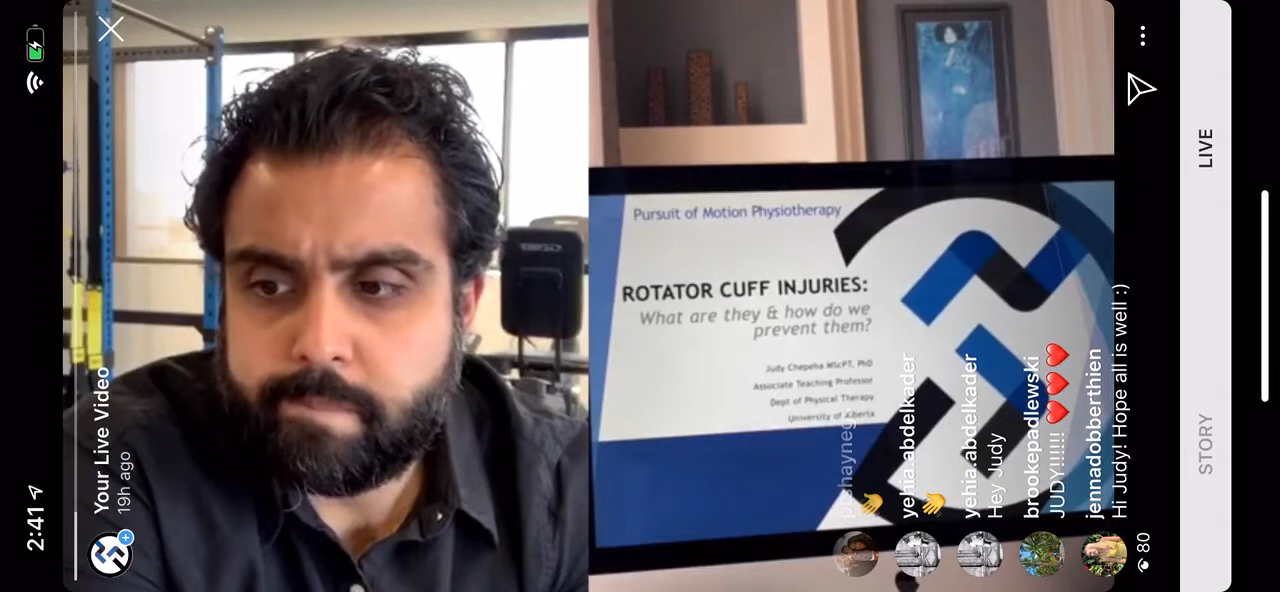 2:41
Your Live Video
19h ago
Pursuit of Motion Physiotherapy
ROTATOR CUFF INJURIES:
What are they & how do we
prevent them?
Judy Chepeha MScPT, PhD
Associate Teaching Professor
Dept of Physical Therapy
University of Alberta
👋
yehia.abdelkader
👋
yehia.abdelkader
Hey Judy
brookepadlewski
JUDY!!!!!! ❤️❤️❤️
jennadobberthien
Hi Judy! Hope all is well :)
80
STORY
LIVE